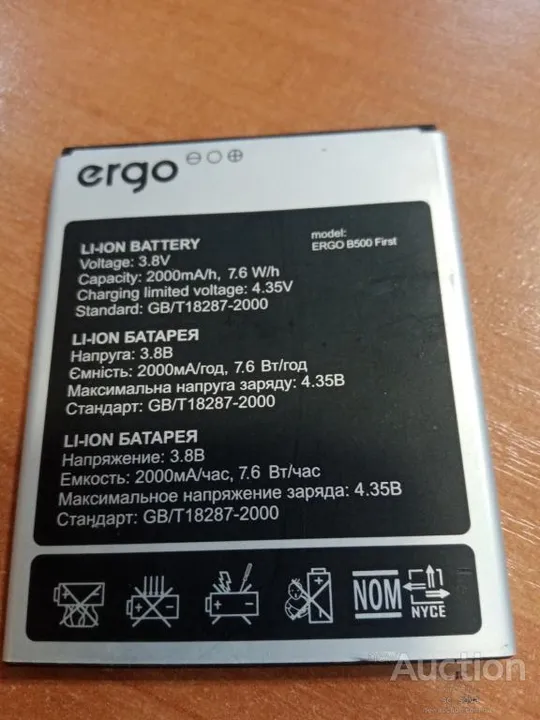 ergo
LI-ION BATTERY
Voltage: 3.8V
Capacity: 2000mA/h, 7.6 W/h
Charging limited voltage: 4.35V
Standard: GB/T18287-2000
model:
ERGO B500 First
LI-ION БАТАРЕЯ
Напруга: 3.8В
Ємність: 2000мА/год, 7.6 Вт/год
Максимальна напруга заряду: 4.35В
Стандарт: GB/T18287-2000
LI-ION БАТАРЕЯ
Напряжение: 3.8В
Емкость: 2000мА/час, 7.6 Вт/час
Максимальное напряжение заряда: 4.35В
Стандарт: GB/T18287-2000
NOM
NYCE
Auction